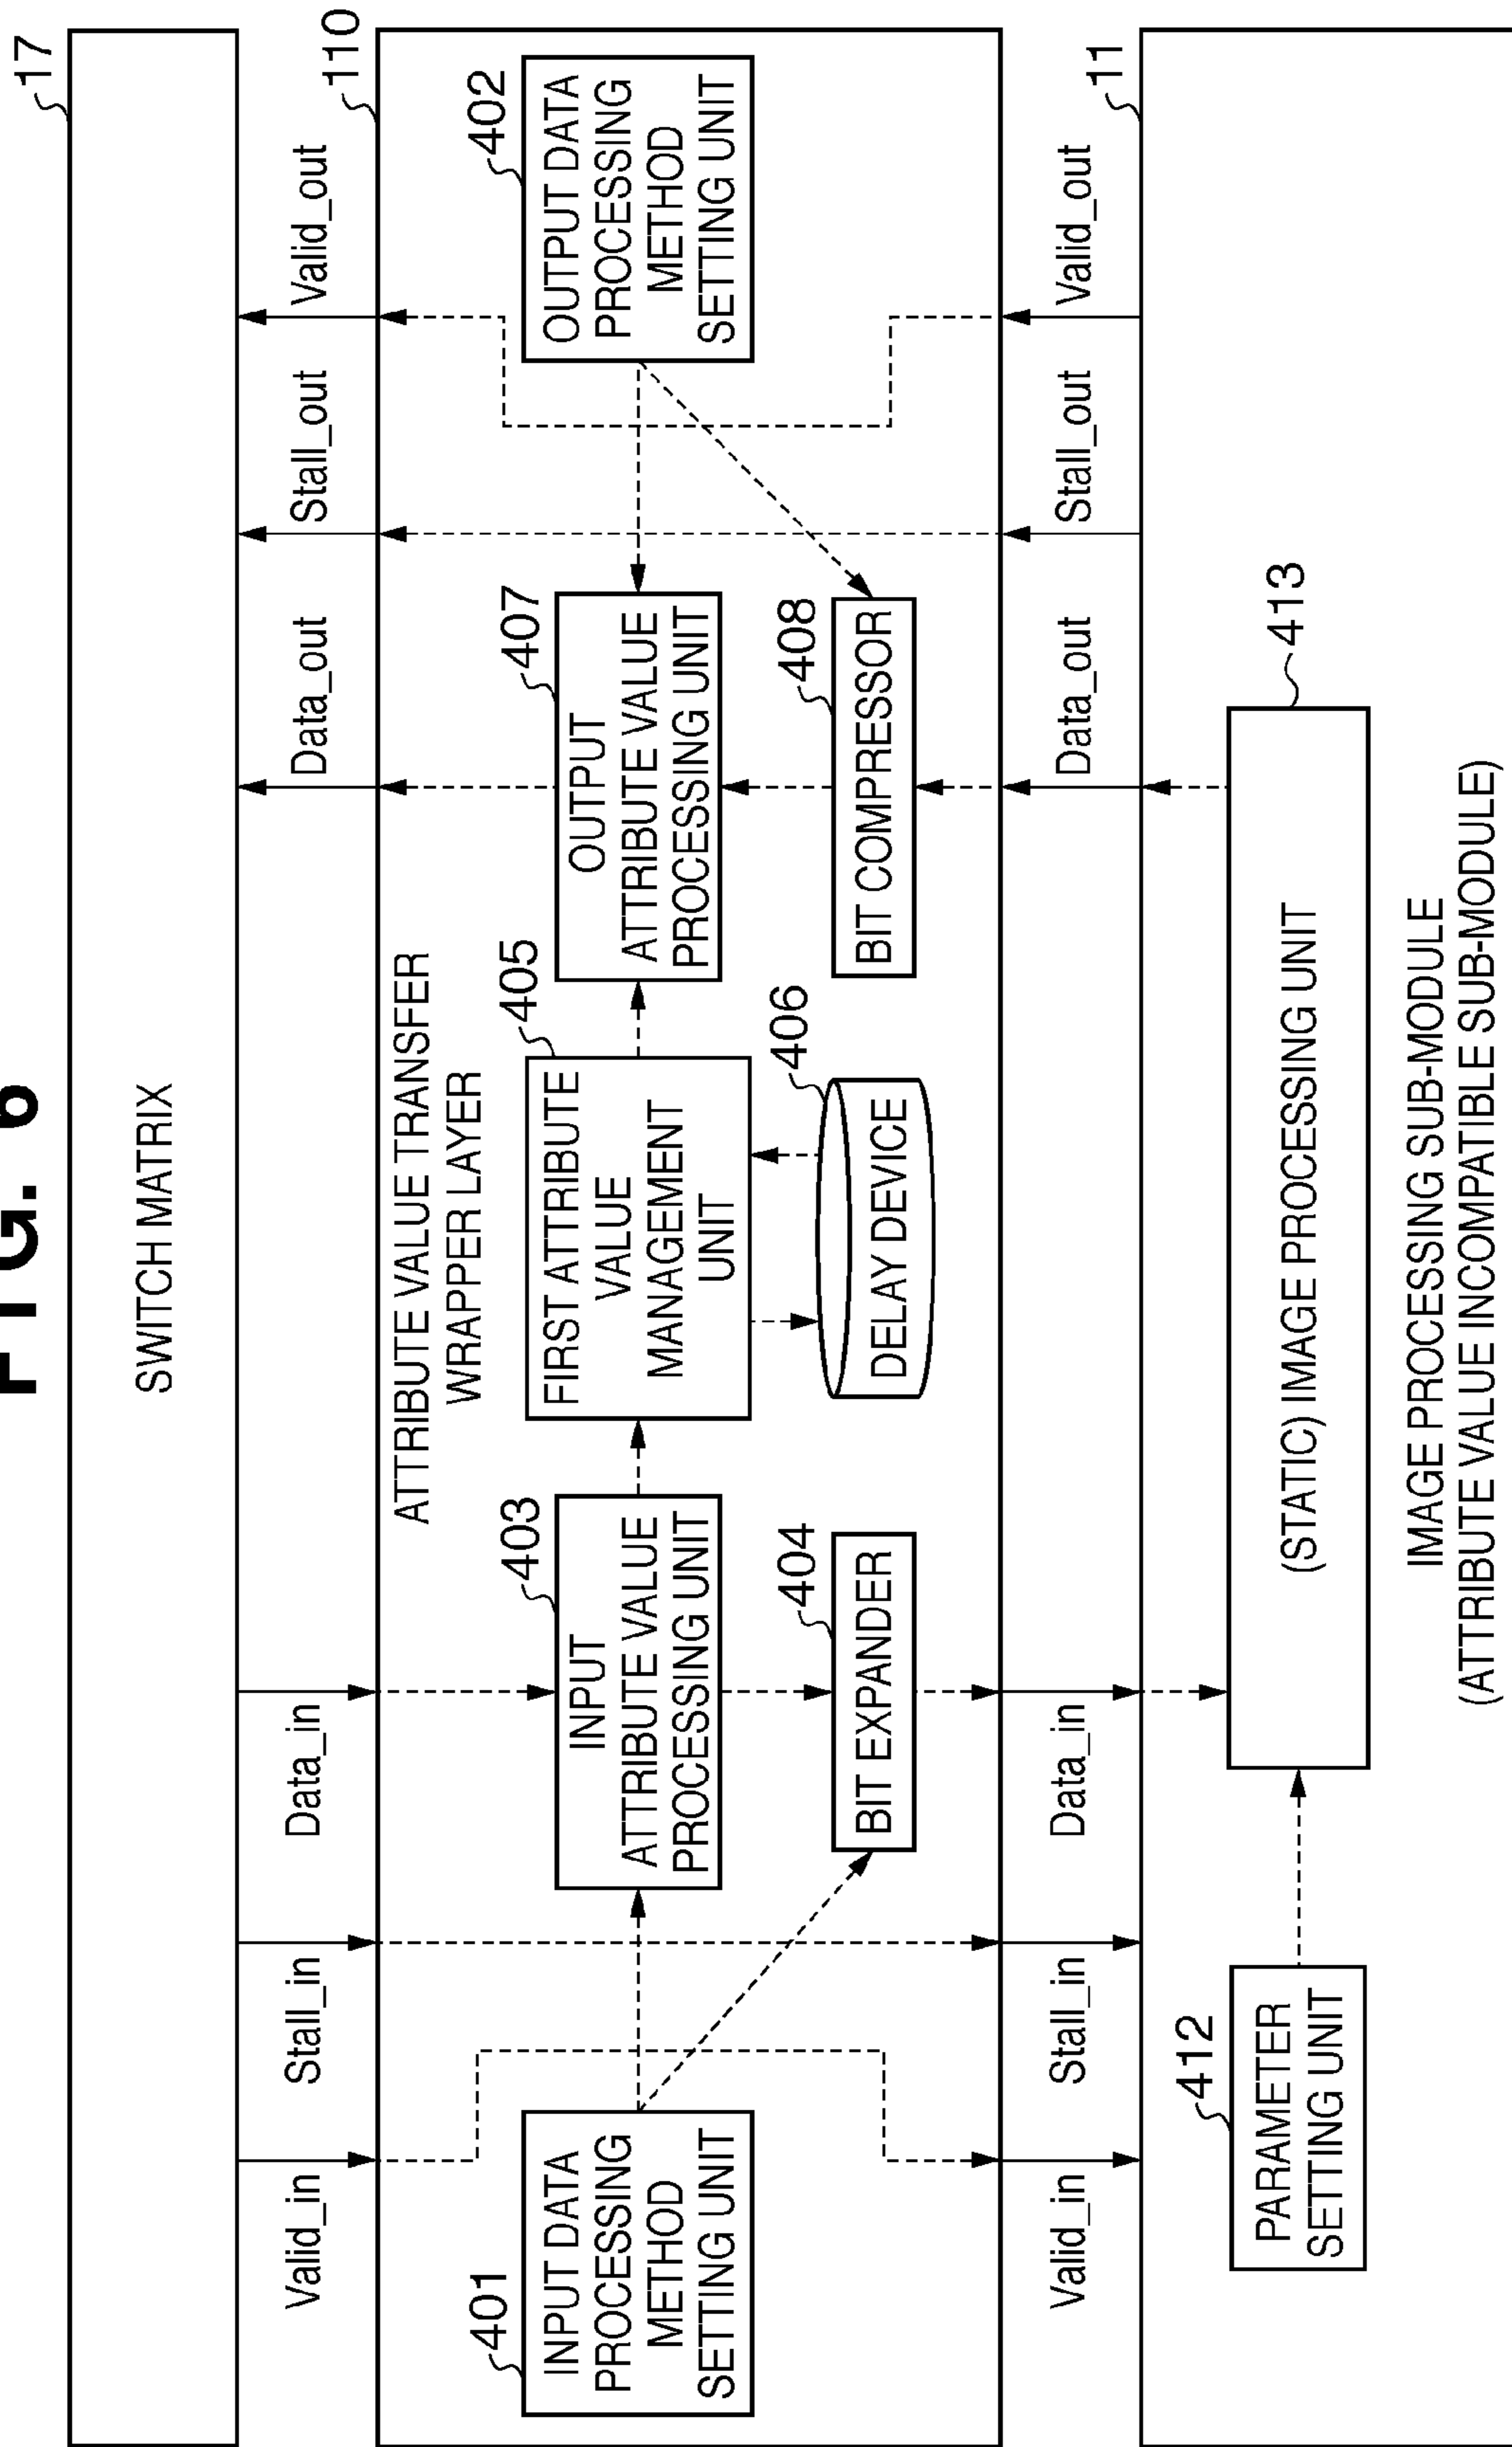 FIG. 6
17
SWITCH MATRIX
Valid_in
Stall_in
Data_in
Data_out
Stall_out
Valid_out
110
ATTRIBUTE VALUE TRANSFER
WRAPPER LAYER
401
INPUT DATA
PROCESSING
METHOD
SETTING UNIT
403
INPUT
ATTRIBUTE VALUE
PROCESSING UNIT
405
FIRST ATTRIBUTE
VALUE
MANAGEMENT
UNIT
407
OUTPUT
ATTRIBUTE VALUE
PROCESSING UNIT
402
OUTPUT DATA
PROCESSING
METHOD
SETTING UNIT
404
BIT EXPANDER
406
DELAY DEVICE
408
BIT COMPRESSOR
Valid_in
Stall_in
Data_in
Data_out
Stall_out
Valid_out
11
412
PARAMETER
SETTING UNIT
413
(STATIC) IMAGE PROCESSING UNIT
IMAGE PROCESSING SUB-MODULE
(ATTRIBUTE VALUE INCOMPATIBLE SUB-MODULE)